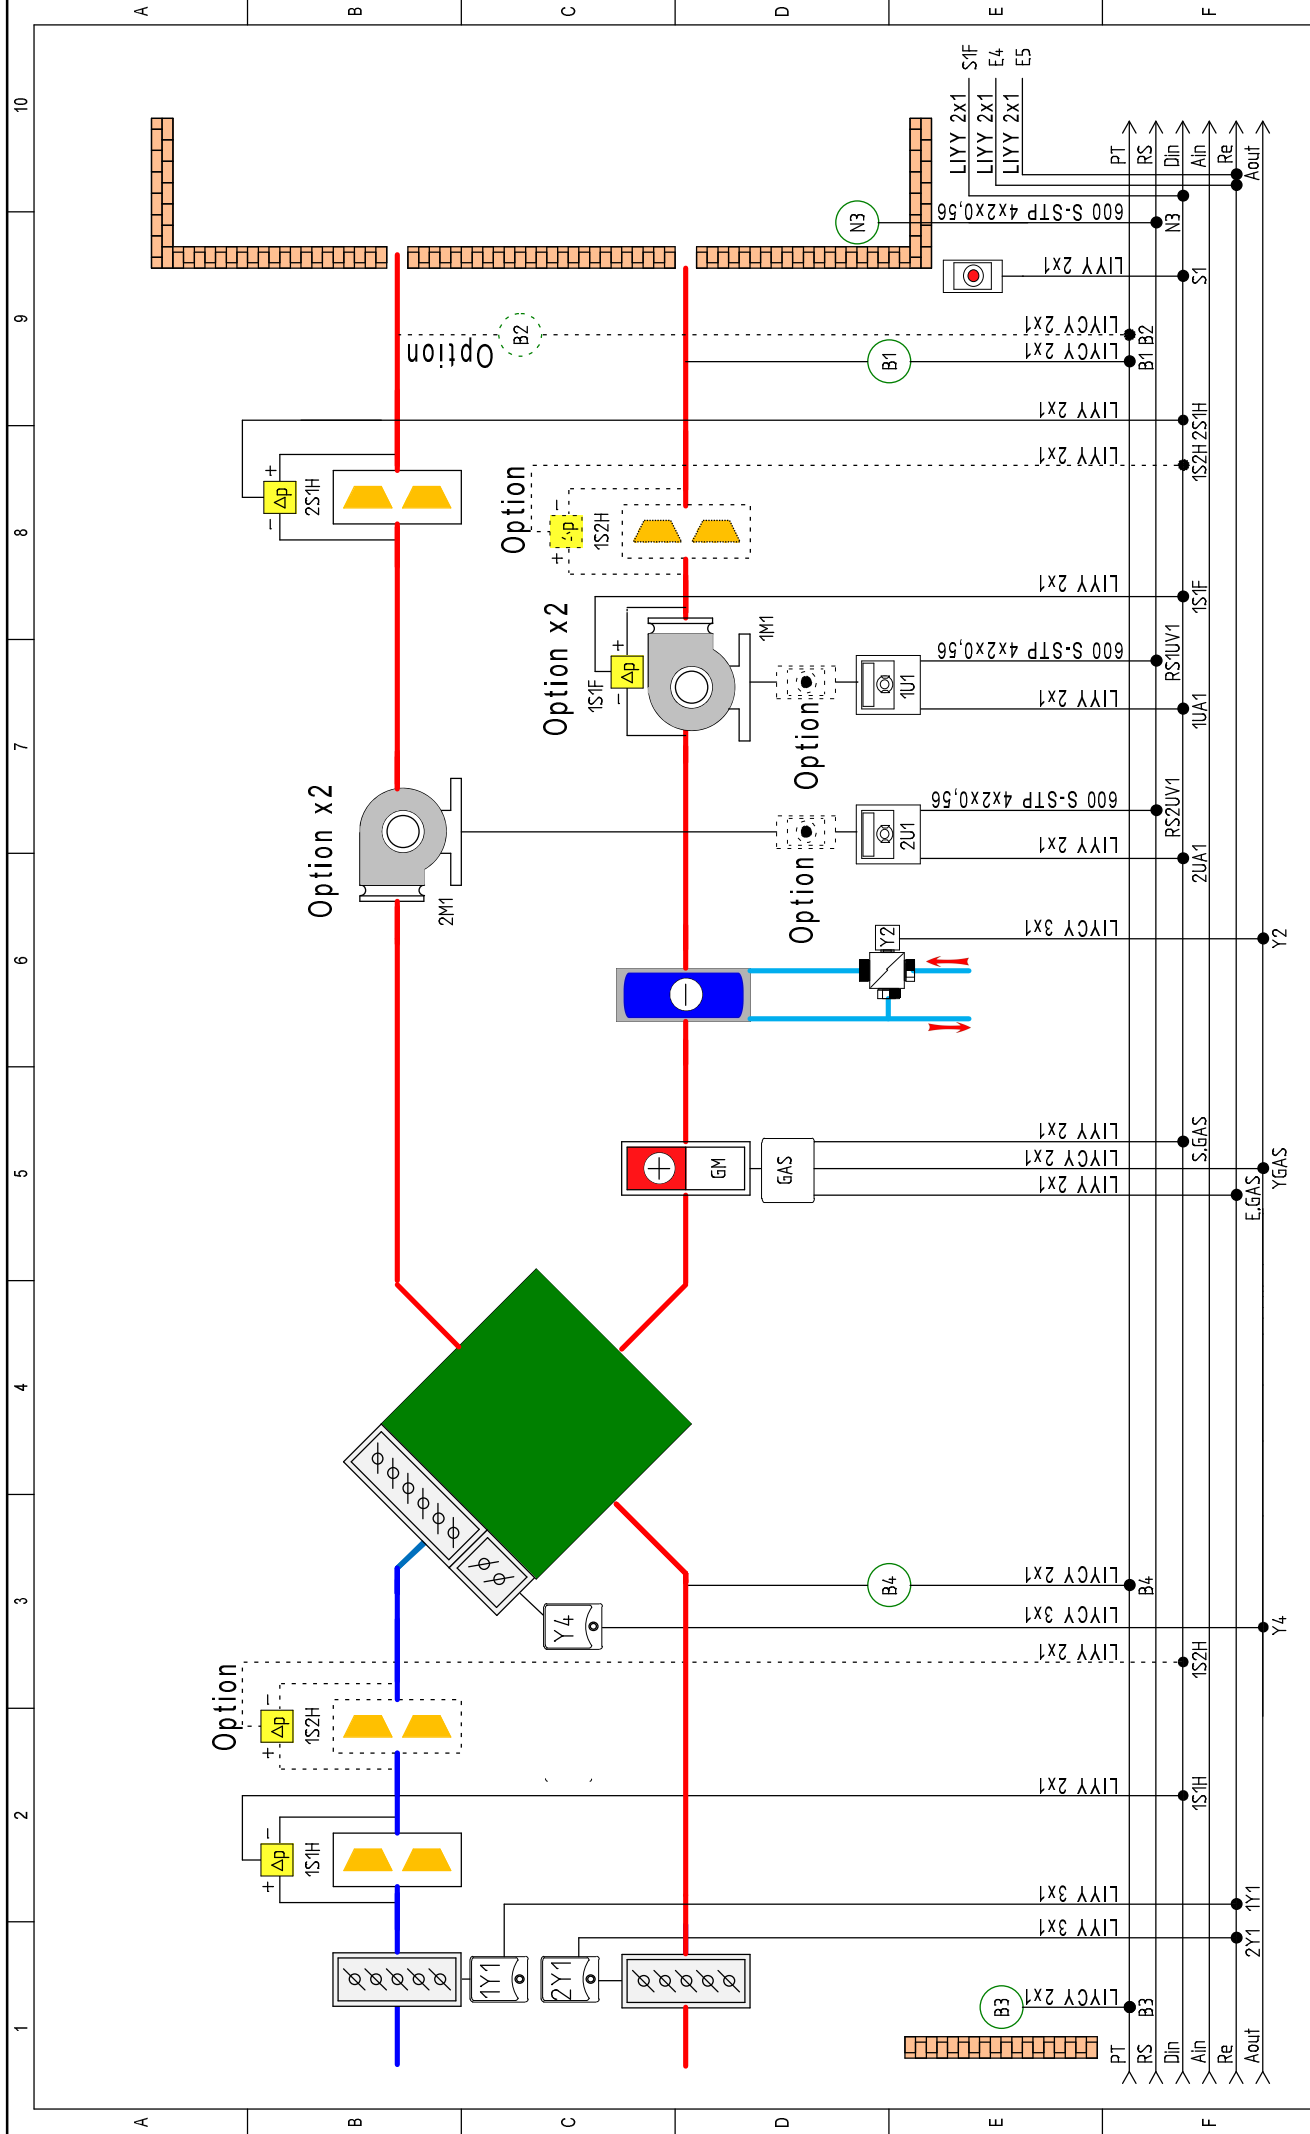 A B C D E F
10
9
8
7
6
5
4
3
2
1
S1F
E4
E5
LIYY 2x1
LIYY 2x1
LIYY 2x1
PT
RS
Din
Ain
Re
Aout
N3
600 S-STP 4x2x0,56
N3
LIYY 2x1
S1
Option
B2
LIYCY 2x1
B2
B1
LIYCY 2x1
B1
LIYY 2x1
2S1H
+
Δp
-
2S1H
Option
-
Δp
+
1S2H
LIYY 2x1
1S2H
LIYY 2x1
1S1F
Option x2
+
Δp
-
1S1F
1M1
Option
1U1
600 S-STP 4x2x0,56
RS1UV1
LIYY 2x1
1UA1
Option x2
2M1
Option
2U1
600 S-STP 4x2x0,56
RS2UV1
LIYY 2x1
2UA1
Y2
LIYCY 3x1
Y2
GM
GAS
LIYY 2x1
S.GAS
LIYCY 2x1
YGAS
LIYY 2x1
E.GAS
B4
LIYCY 2x1
B4
Y4
LIYCY 3x1
Y4
Option
-
Δp
+
1S2H
LIYY 2x1
1S2H
-
Δp
+
1S1H
LIYY 2x1
1S1H
1Y1
LIYY 3x1
1Y1
2Y1
LIYY 3x1
2Y1
B3
LIYCY 2x1
B3
PT
RS
Din
Ain
Re
Aout
A B C D E F